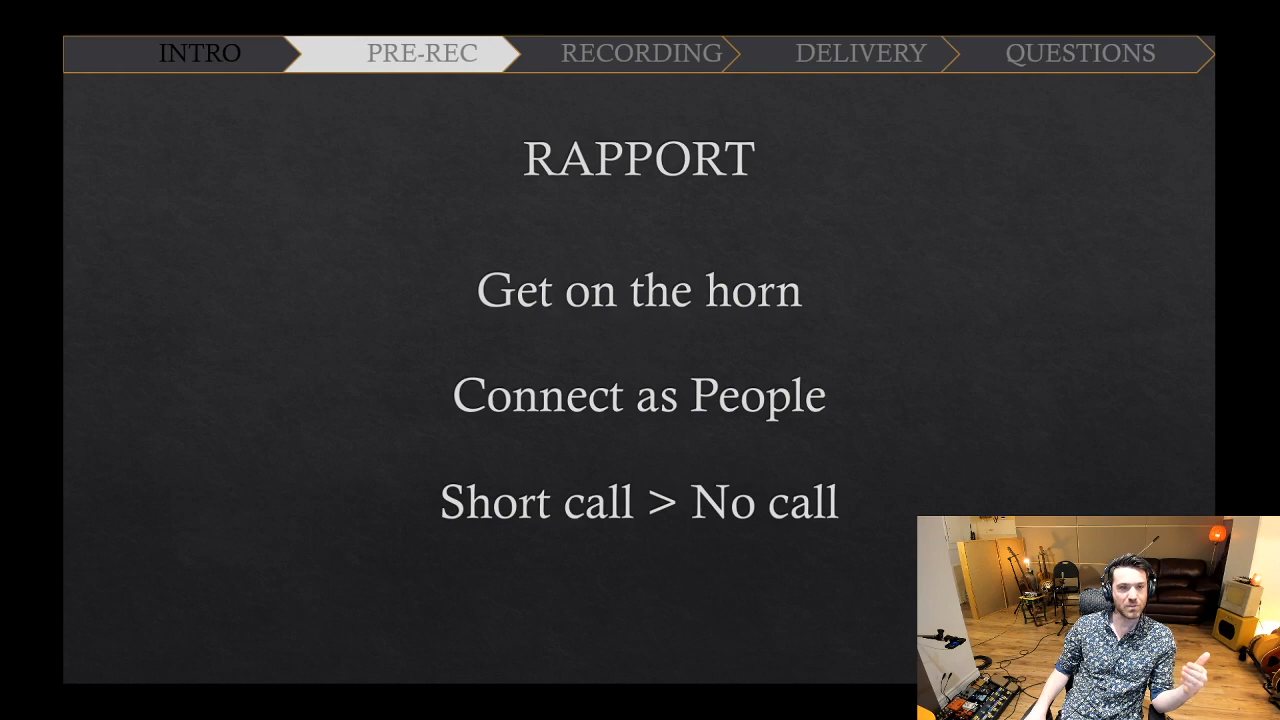 INTRO
PRE-REC
RECORDING
DELIVERY
QUESTIONS
RAPPORT
Get on the horn
Connect as People
Short call > No call